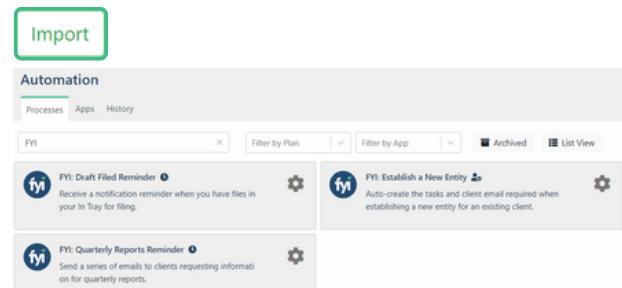 Import
Automation
Processes Apps History
FYI Filter by Plan Filter by App Archived List View
fyi FYI: Draft Filed Reminder
Receive a notification reminder when you have files in
your In Tray for filing.
fyi FYI: Establish a New Entity
Auto-create the tasks and client email required when
establishing a new entity for an existing client.
fyi FYI: Quarterly Reports Reminder
Send a series of emails to clients requesting informati
on for quarterly reports.